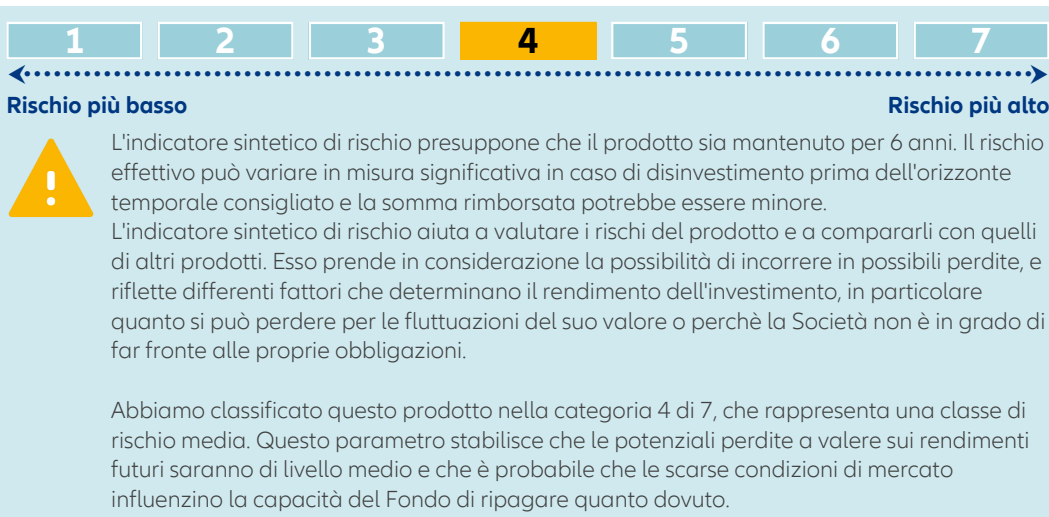 1 2 3 4 5 6 7
Rischio più basso Rischio più alto
L'indicatore sintetico di rischio presuppone che il prodotto sia mantenuto per 6 anni. Il rischio
effettivo può variare in misura significativa in caso di disinvestimento prima dell'orizzonte
temporale consigliato e la somma rimborsata potrebbe essere minore.
L'indicatore sintetico di rischio aiuta a valutare i rischi del prodotto e a compararli con quelli
di altri prodotti. Esso prende in considerazione la possibilità di incorrere in possibili perdite, e
riflette differenti fattori che determinano il rendimento dell'investimento, in particolare
quanto si può perdere per le fluttuazioni del suo valore o perchè la Società non è in grado di
far fronte alle proprie obbligazioni.
Abbiamo classificato questo prodotto nella categoria 4 di 7, che rappresenta una classe di
rischio media. Questo parametro stabilisce che le potenziali perdite a valere sui rendimenti
futuri saranno di livello medio e che è probabile che le scarse condizioni di mercato
influenzino la capacità del Fondo di ripagare quanto dovuto.